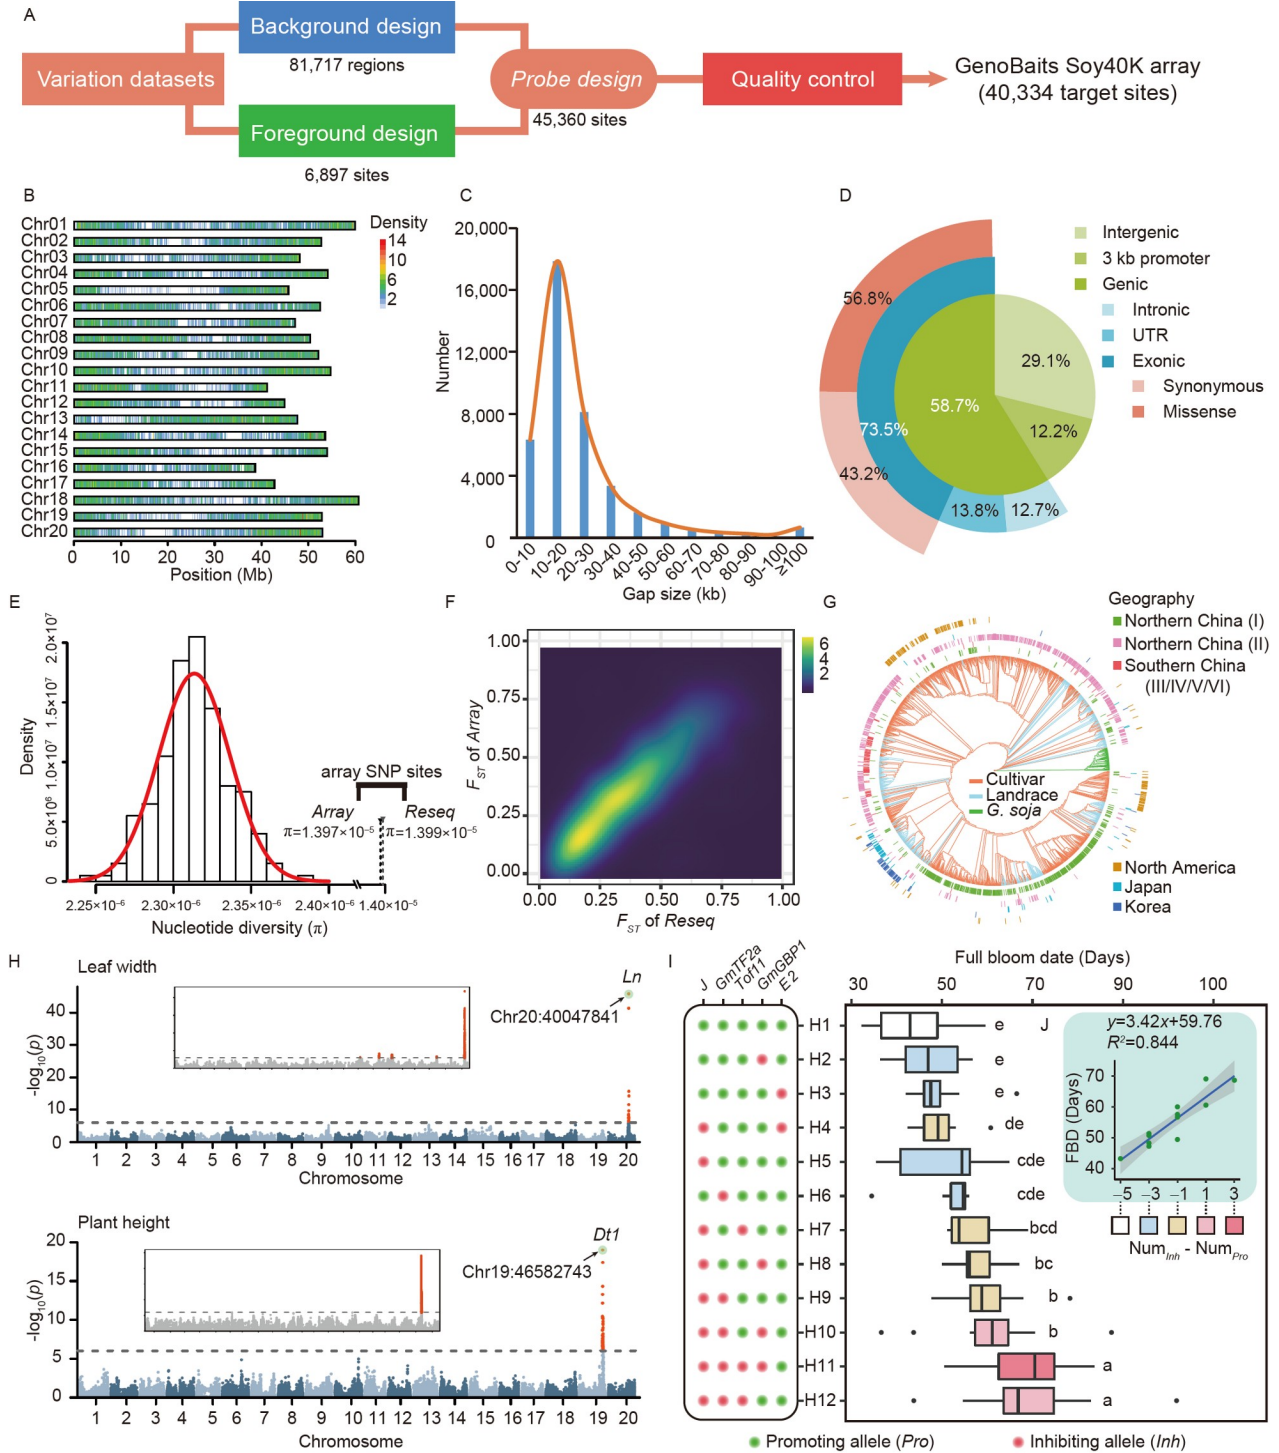 A
Variation datasets
Background design
81,717 regions
Foreground design
6,897 sites
Probe design
45,360 sites
Quality control
GenoBaits Soy40K array
(40,334 target sites)
B
Chr01
Chr02
Chr03
Chr04
Chr05
Chr06
Chr07
Chr08
Chr09
Chr10
Chr11
Chr12
Chr13
Chr14
Chr15
Chr16
Chr17
Chr18
Chr19
Chr20
0 10 20 30 40 50 60
Position (Mb)
Density
14
10
6
2
C
Number
20,000
16,000
12,000
8,000
4,000
0
0-10 10-20 20-30 30-40 40-50 50-60 60-70 70-80 80-90 90-100 ≥100
Gap size (kb)
D
56.8%
73.5%
43.2%
58.7%
29.1%
12.2%
13.8%
12.7%
Intergenic
3 kb promoter
Genic
Intronic
UTR
Exonic
Synonymous
Missense
E
Density
2.0×10⁷
1.5×10⁷
1.0×10⁷
5.0×10⁶
0
array SNP sites
Array Reseq
π=1.397×10⁻⁵ π=1.399×10⁻⁵
2.25×10⁻⁶ 2.30×10⁻⁶ 2.35×10⁻⁶ 2.40×10⁻⁶ 1.40×10⁻⁵
Nucleotide diversity (π)
F
FST of Array
1.00
0.75
0.50
0.25
0.00
0.00 0.25 0.50 0.75 1.00
FST of Reseq
6
4
2
G
Geography
Northern China (I)
Northern China (II)
Southern China
(III/IV/V/VI)
Cultivar
Landrace
G. soja
North America
Japan
Korea
H
Leaf width
Ln
Chr20:40047841
-log10(p)
40
30
20
10
0
1 2 3 4 5 6 7 8 9 10 11 12 13 14 15 16 17 18 19 20
Chromosome
Plant height
Dt1
Chr19:46582743
-log10(p)
20
15
10
5
0
1 2 3 4 5 6 7 8 9 10 11 12 13 14 15 16 17 18 19 20
Chromosome
I
J GmTF2a Tof11 GmGBP1 E2
Full bloom date (Days)
30 50 70 90 100
H1 e J
H2 e
H3 e
H4 de
H5 cde
H6 cde
H7 bcd
H8 bc
H9 b
H10 b
H11 a
H12 a
y=3.42x+59.76
R²=0.844
FBD (Days)
70
60
50
40
−5 −3 −1 1 3
NumInh - NumPro
Promoting allele (Pro) Inhibiting allele (Inh)